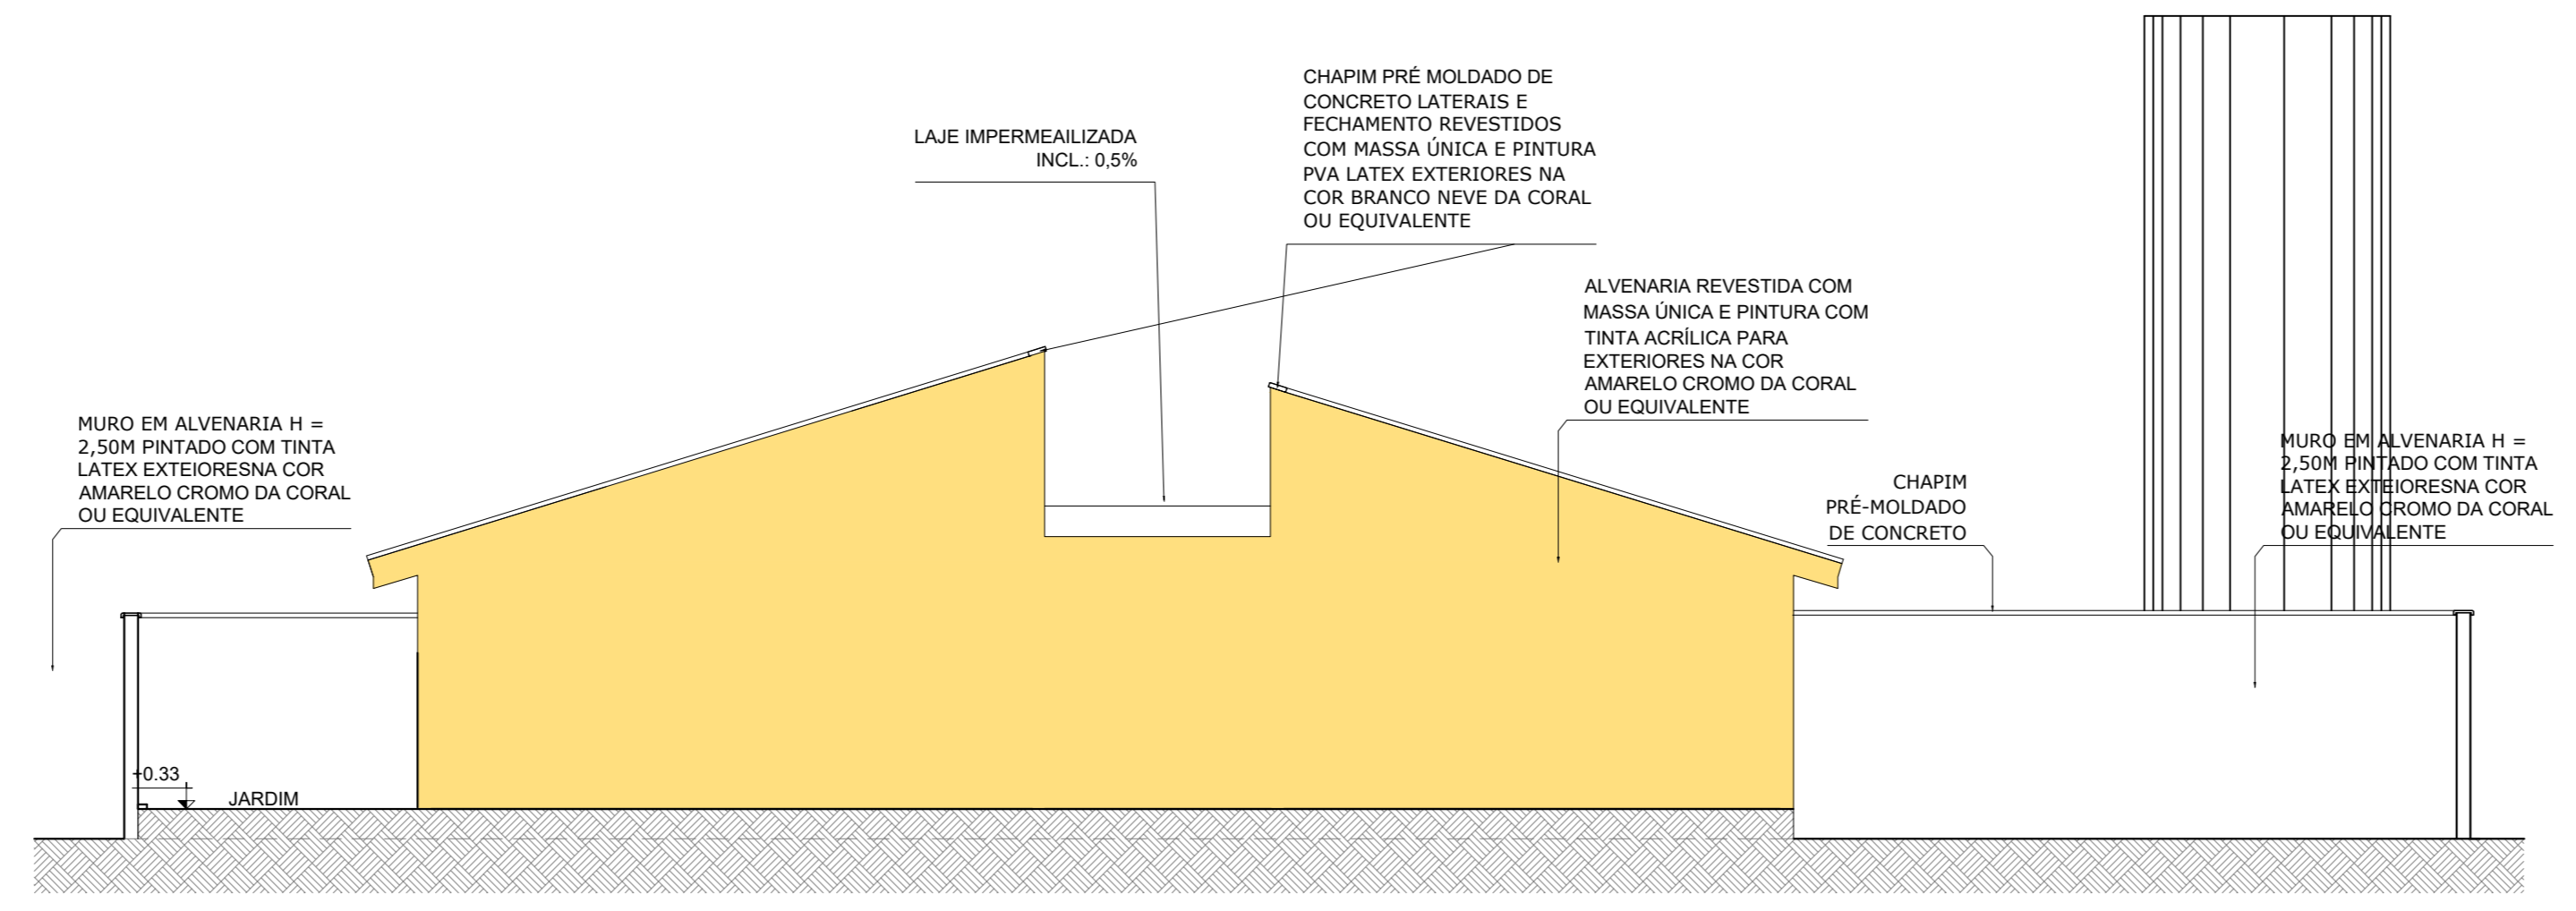 CHAPIM PRÉ MOLDADO DE
CONCRETO LATERAIS E
FECHAMENTO REVESTIDOS
COM MASSA ÚNICA E PINTURA
PVA LATEX EXTERIORES NA
COR BRANCO NEVE DA CORAL
OU EQUIVALENTE
LAJE IMPERMEAILIZADA
INCL.: 0,5%
ALVENARIA REVESTIDA COM
MASSA ÚNICA E PINTURA COM
TINTA ACRÍLICA PARA
EXTERIORES NA COR
AMARELO CROMO DA CORAL
OU EQUIVALENTE
MURO EM ALVENARIA H =
2,50M PINTADO COM TINTA
LATEX EXTEIORESNA COR
AMARELO CROMO DA CORAL
OU EQUIVALENTE
CHAPIM
PRÉ-MOLDADO
DE CONCRETO
MURO EM ALVENARIA H =
2,50M PINTADO COM TINTA
LATEX EXTEIORESNA COR
AMARELO CROMO DA CORAL
OU EQUIVALENTE
+0.33
JARDIM